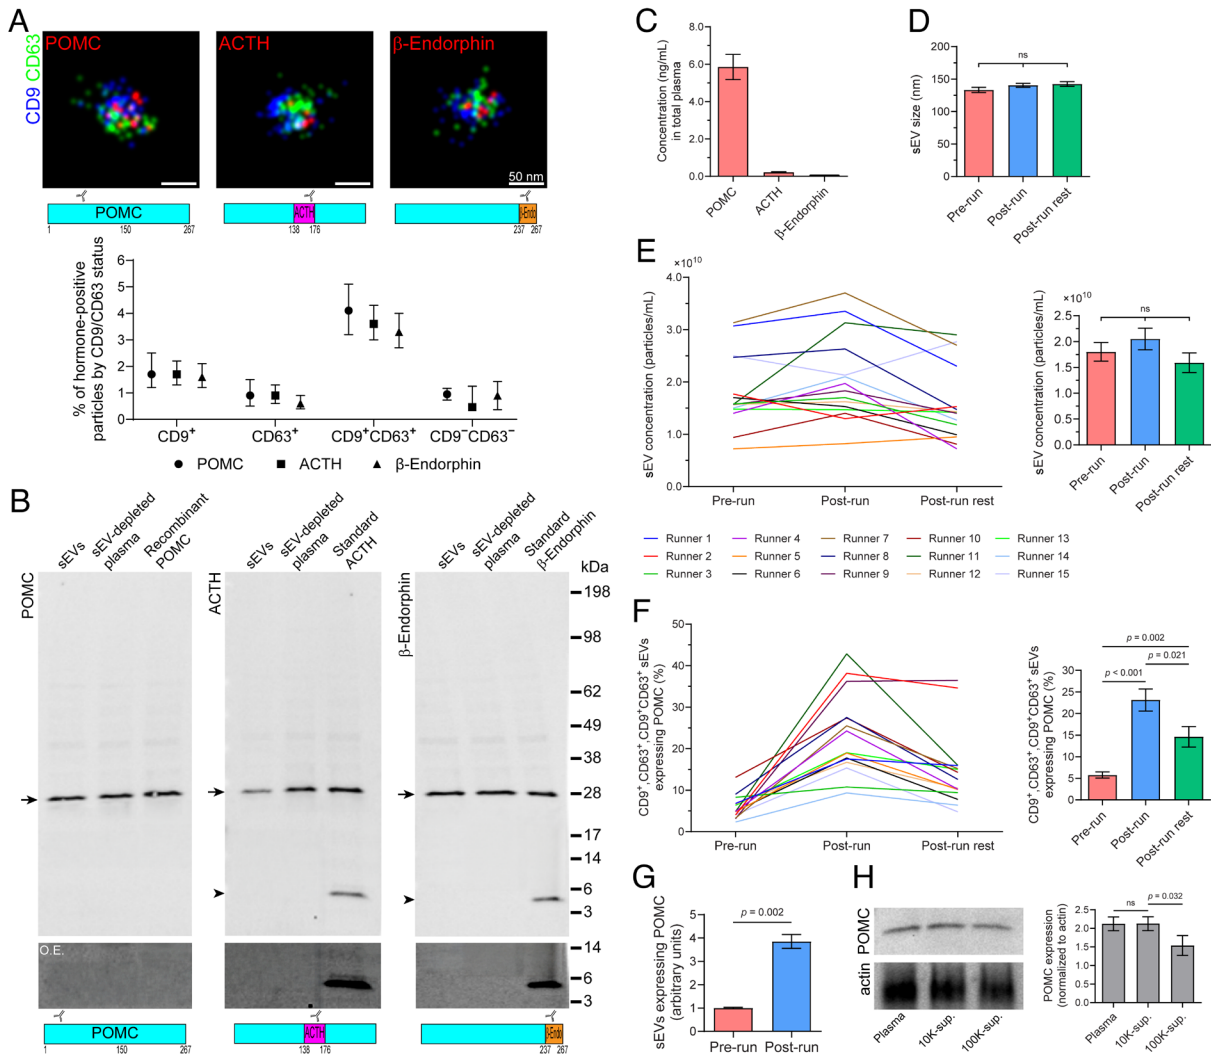 A
CD9 CD63
POMC
ACTH
β-Endorphin
50 nm
POMC
1
150
267
ACTH
138
176
β-Endo
237
267
% of hormone-positive
particles by CD9/CD63 status
6
5
4
3
2
1
0
CD9⁺
CD63⁺
CD9⁺CD63⁺
CD9⁻CD63⁻
POMC
ACTH
β-Endorphin
B
sEVs
sEV-depleted
plasma
Recombinant
POMC
sEVs
sEV-depleted
plasma
Standard
ACTH
sEVs
sEV-depleted
plasma
Standard
β-Endorphin
kDa
POMC
ACTH
β-Endorphin
198
98
62
49
38
28
17
14
6
3
O.E.
14
6
3
POMC
1
150
267
ACTH
138
176
β-Endo
237
267
C
Concentration (ng/mL)
in total plasma
8.0
6.0
4.0
2.0
0.0
POMC
ACTH
β-Endorphin
D
sEV size (nm)
200
150
100
50
0
ns
Pre-run
Post-run
Post-run rest
E
×10¹⁰
sEV concentration (particles/mL)
4.0
3.0
2.0
10
0.0
Pre-run
Post-run
Post-run rest
sEV concentration (particles/mL)
×10¹⁰
2.5
2.0
1.5
1.0
0.5
0.0
ns
Pre-run
Post-run
Post-run rest
Runner 1
Runner 4
Runner 7
Runner 10
Runner 13
Runner 2
Runner 5
Runner 8
Runner 11
Runner 14
Runner 3
Runner 6
Runner 9
Runner 12
Runner 15
F
CD9⁺,CD63⁺,CD9⁺CD63⁺ sEVs
expressing POMC (%)
50
40
30
20
10
0
Pre-run
Post-run
Post-run rest
CD9⁺,CD63⁺,CD9⁺CD63⁺ sEVs
expressing POMC (%)
30
25
20
15
10
5
0
p = 0.002
p = 0.021
p < 0.001
Pre-run
Post-run
Post-run rest
G
sEVs expressing POMC
(arbitrary units)
5
4
3
2
1
0
p = 0.002
Pre-run
Post-run
H
POMC
actin
Plasma
10K-sup.
100K-sup.
POMC expression
(normalized to actin)
2.5
2.0
1.5
1.0
0.5
0.0
ns
p = 0.032
Plasma
10K-sup.
100K-sup.